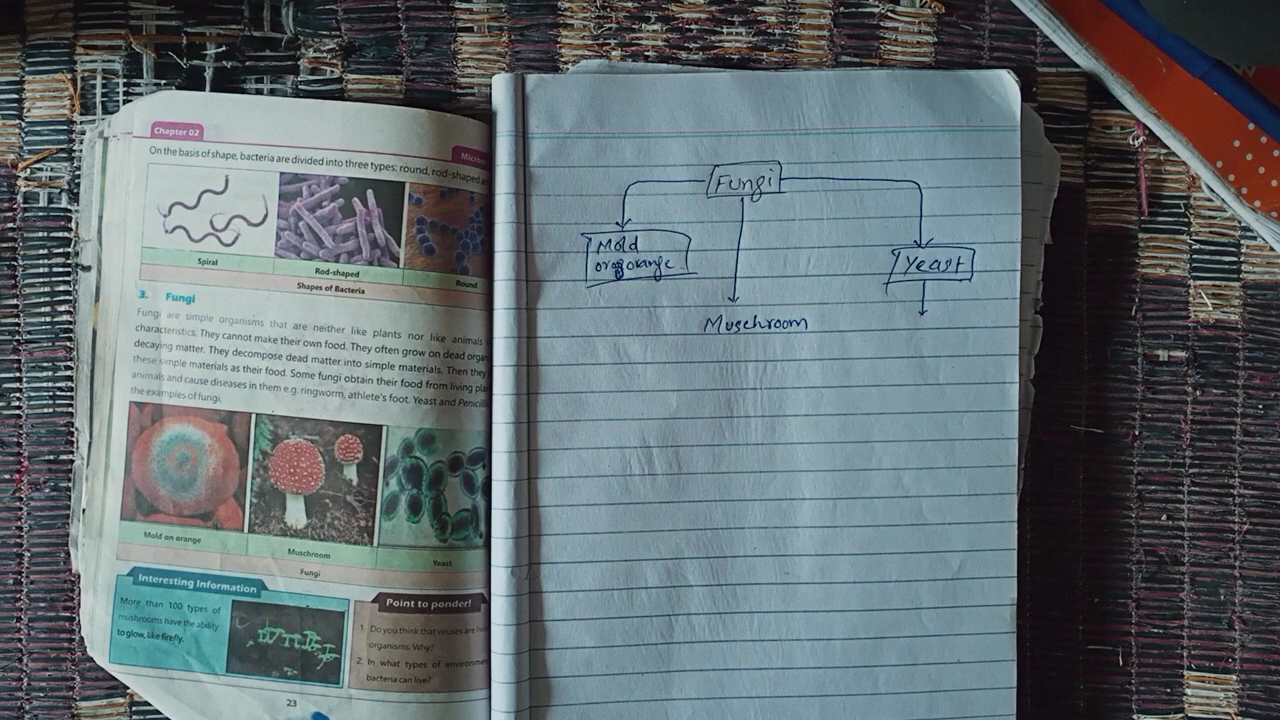 Chapter 02
Microo
On the basis of shape, bacteria are divided into three types: round, rod-shaped
Spiral
Rod-shaped
Round
Shapes of Bacteria
3. Fungi
Fungi are simple organisms that are neither like plants nor like animals
characteristics. They cannot make their own food. They often grow on dead organ
decaying matter. They decompose dead matter into simple materials. Then they
these simple materials as their food. Some fungi obtain their food from living pla
animals and cause diseases in them e.g. ringworm, athlete's foot. Yeast and Penicilli
the examples of fungi.
Mold on orange
Muschroom
Yeast
Fungi
Interesting Information
More than 100 types of
mushrooms have the ability
to glow, like firefly.
Point to ponder!
1. Do you think that viruses are liv
organisms. Why?
2. In what types of environmen
bacteria can live?
23
Fungi
Mold
orange
Muschroom
Yeast